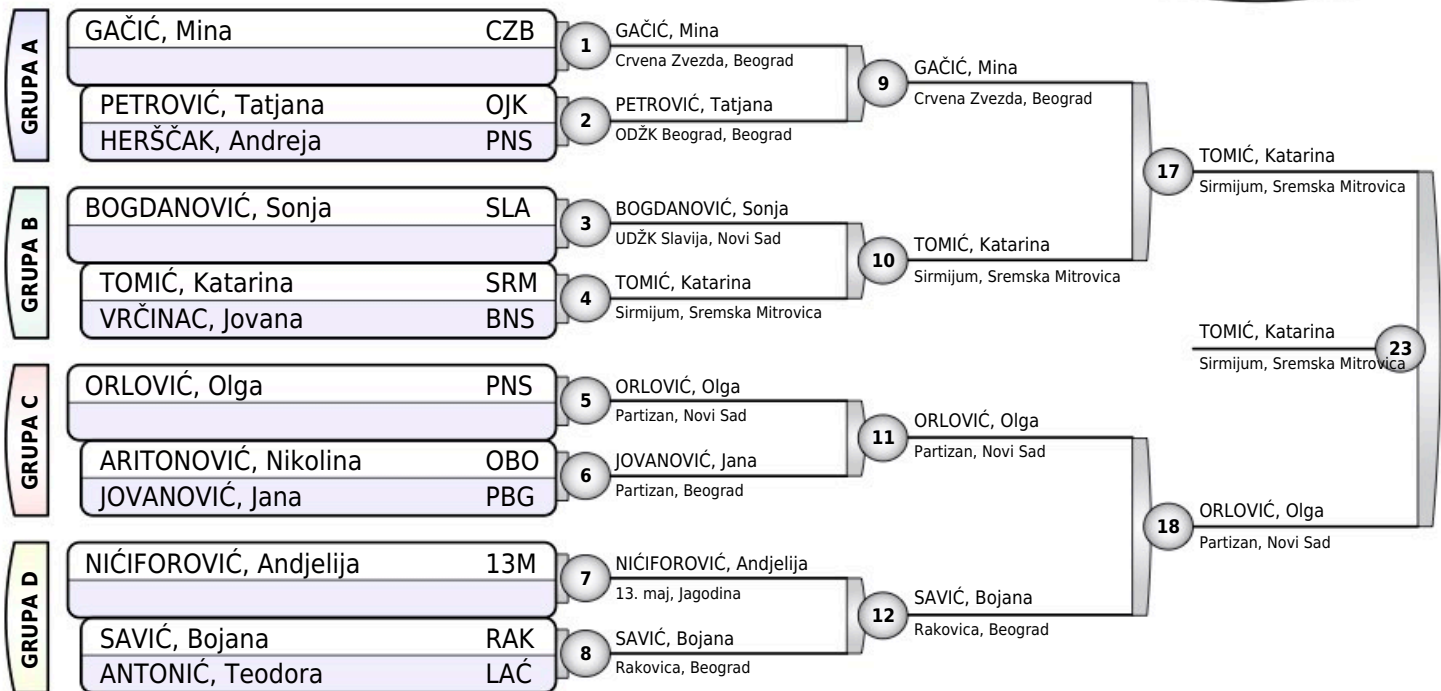 GRUPA A
GAČIĆ, Mina CZB
PETROVIĆ, Tatjana OJK
HERŠČAK, Andreja PNS
1
GAČIĆ, Mina
Crvena Zvezda, Beograd
2
PETROVIĆ, Tatjana
ODŽK Beograd, Beograd
9
GAČIĆ, Mina
Crvena Zvezda, Beograd
GRUPA B
BOGDANOVIĆ, Sonja SLA
TOMIĆ, Katarina SRM
VRČINAC, Jovana BNS
3
BOGDANOVIĆ, Sonja
UDŽK Slavija, Novi Sad
4
TOMIĆ, Katarina
Sirmijum, Sremska Mitrovica
10
TOMIĆ, Katarina
Sirmijum, Sremska Mitrovica
17
TOMIĆ, Katarina
Sirmijum, Sremska Mitrovica
GRUPA C
ORLOVIĆ, Olga PNS
ARITONOVIĆ, Nikolina OBO
JOVANOVIĆ, Jana PBG
5
ORLOVIĆ, Olga
Partizan, Novi Sad
6
JOVANOVIĆ, Jana
Partizan, Beograd
11
ORLOVIĆ, Olga
Partizan, Novi Sad
GRUPA D
NIĆIFOROVIĆ, Andjelija 13M
SAVIĆ, Bojana RAK
ANTONIĆ, Teodora LAĆ
7
NIĆIFOROVIĆ, Andjelija
13. maj, Jagodina
8
SAVIĆ, Bojana
Rakovica, Beograd
12
SAVIĆ, Bojana
Rakovica, Beograd
18
ORLOVIĆ, Olga
Partizan, Novi Sad
TOMIĆ, Katarina
Sirmijum, Sremska Mitrovica
23